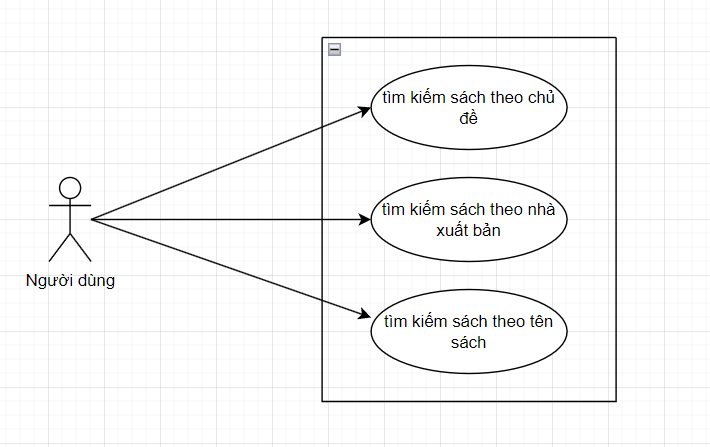 tìm kiếm sách theo chủ
đề
tìm kiếm sách theo nhà
xuất bản
Người dùng
tìm kiếm sách theo tên
sách